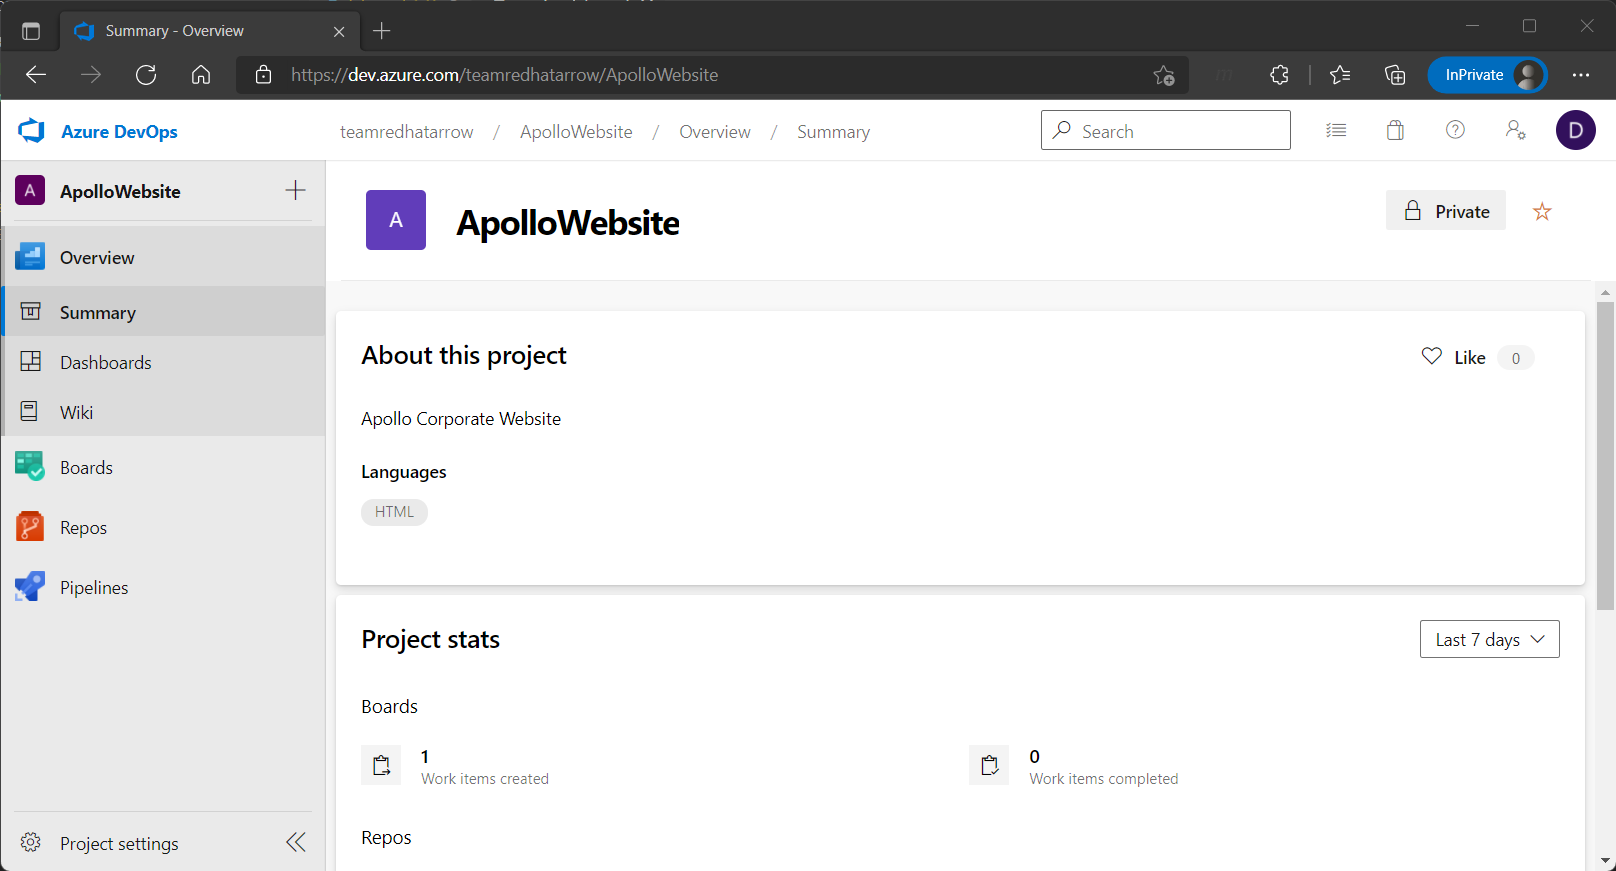 Summary - Overview
https://dev.azure.com/teamredhatarrow/ApolloWebsite
InPrivate
Azure DevOps
teamredhatarrow / ApolloWebsite / Overview / Summary
Search
D
A ApolloWebsite
Overview
Summary
Dashboards
Wiki
Boards
Repos
Pipelines
Project settings
A ApolloWebsite
Private
About this project
Like 0
Apollo Corporate Website
Languages
HTML
Project stats
Last 7 days
Boards
1
Work items created
0
Work items completed
Repos